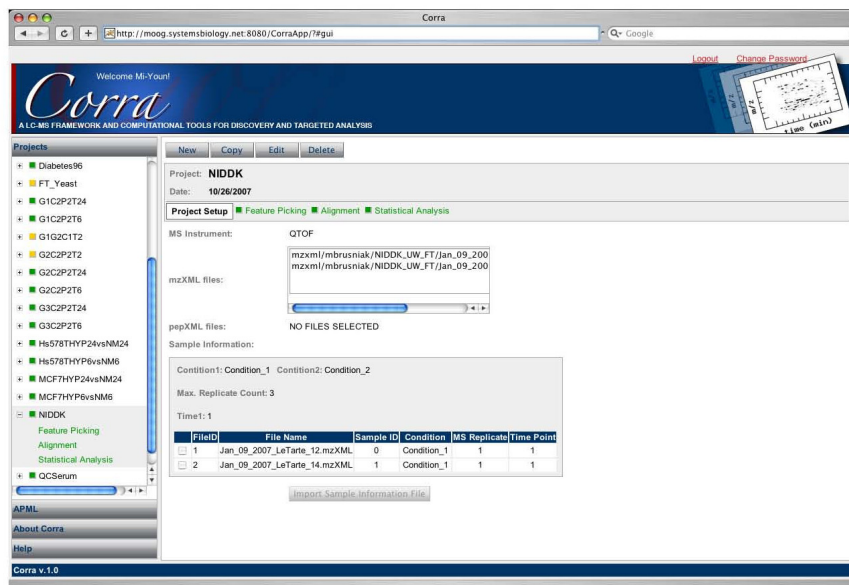 Corra
http://moog.systemsbiology.net:8080/CorraApp/?#gui
Google
Logout Change Password
Welcome Mi-Youn!
Corra
A LC-MS FRAMEWORK AND COMPUTATIONAL TOOLS FOR DISCOVERY AND TARGETED ANALYSIS
m/z
m/z
m/z
time (min)
Projects
Diabetes96
FT_Yeast
G1C2P2T24
G1C2P2T6
G1G2C1T2
G2C2P2T2
G2C2P2T24
G2C2P2T6
G3C2P2T24
G3C2P2T6
Hs578THYP24vsNM24
Hs578THYP6vsNM6
MCF7HYP24vsNM24
MCF7HYP6vsNM6
NIDDK
Feature Picking
Alignment
Statistical Analysis
QCSerum
APML
About Corra
Help
New Copy Edit Delete
Project: NIDDK
Date: 10/26/2007
Project Setup Feature Picking Alignment Statistical Analysis
MS Instrument: QTOF
mzXML files:
mzxml/mbrusniak/NIDDK_UW_FT/Jan_09_200
mzxml/mbrusniak/NIDDK_UW_FT/Jan_09_200
pepXML files: NO FILES SELECTED
Sample Information:
Contition1: Condition_1 Contition2: Condition_2
Max. Replicate Count: 3
Time1: 1
FileID File Name Sample ID Condition MS Replicate Time Point
1 Jan_09_2007_LeTarte_12.mzXML 0 Condition_1 1 1
2 Jan_09_2007_LeTarte_14.mzXML 1 Condition_1 1 1
Import Sample Information File
Corra v.1.0